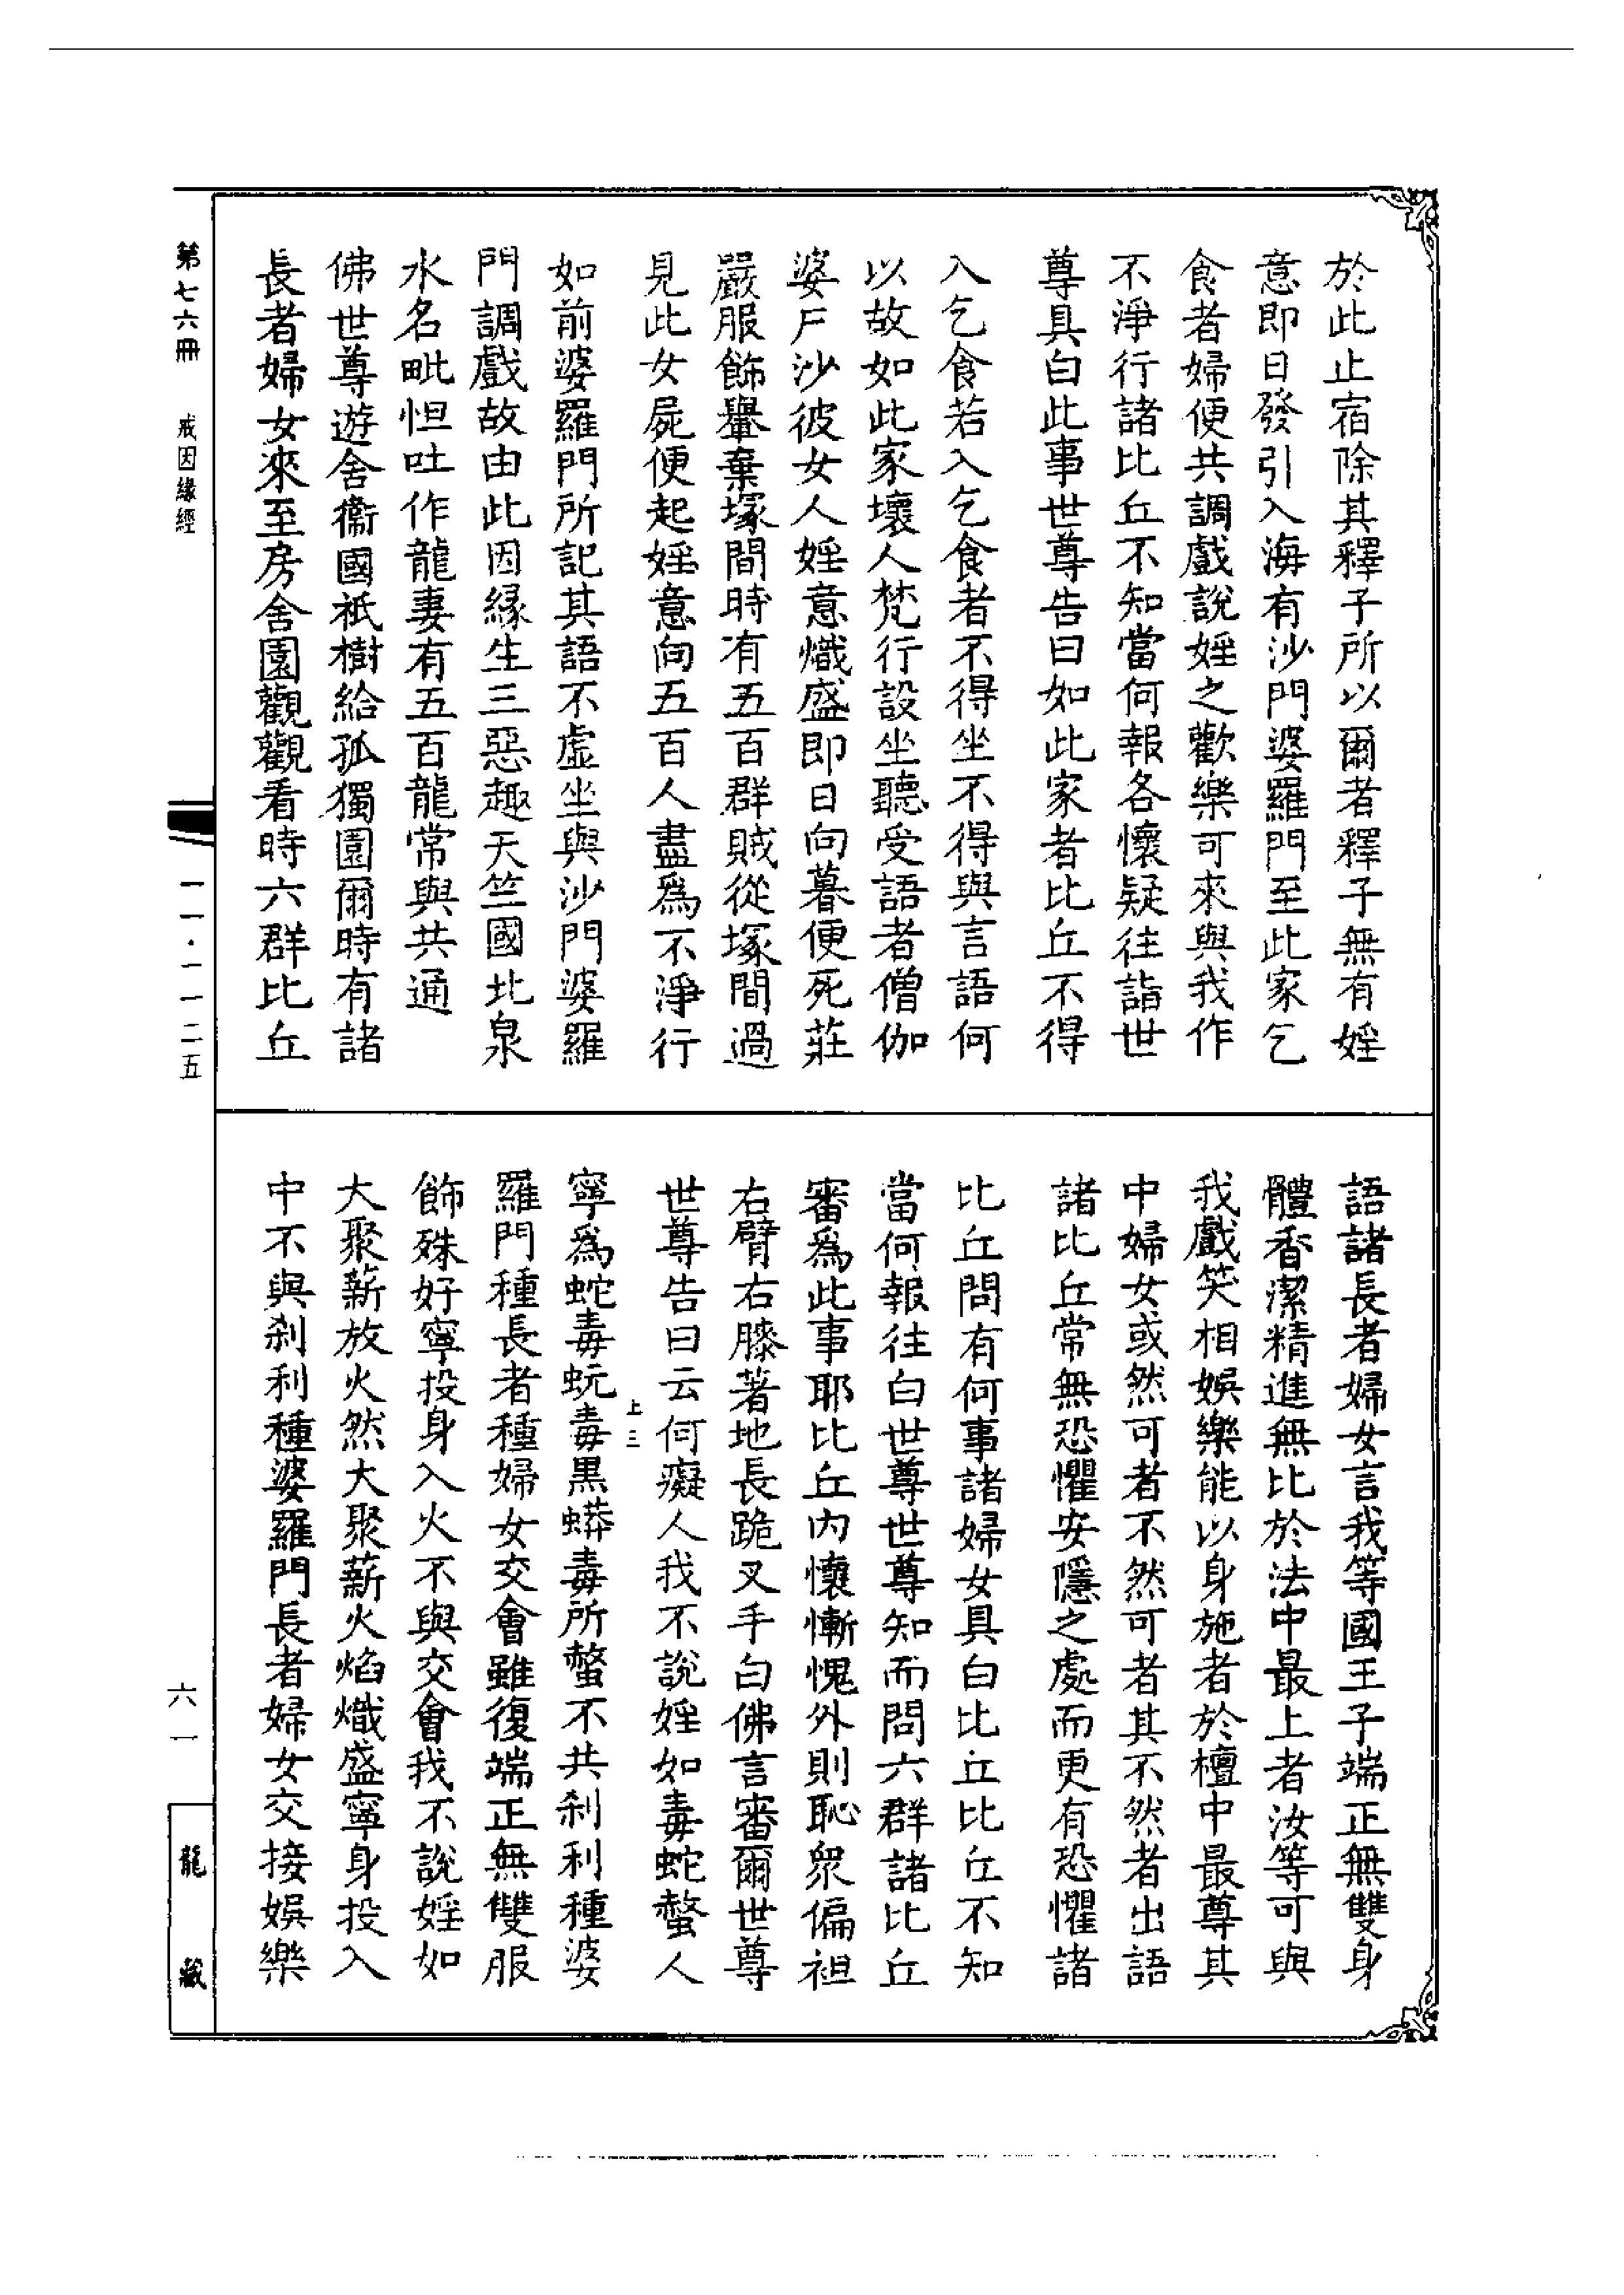 於此止宿除其釋子所以爾者釋子無有婬
意即日發引入海有沙門婆羅門至此家乞
食者婦便共調戲說婬之歡樂可來與我作
不淨行諸比丘不知當何報各懷疑往詣世
尊具白此事世尊告曰如此家者比丘不得
入乞食若入乞食者不得坐不得與言語何
以故如此家壞人梵行設坐聽受語者僧伽
婆尸沙彼女人婬意熾盛即日向暮便死莊
嚴服飾轝棄塚間時有五百群賊從塚間過
見此女屍便起婬意向五百人盡為不淨行
如前婆羅門所記其語不虛坐與沙門婆羅
門調戲故由此因緣生三惡趣天竺國北泉
水名毗怛吐作龍妻有五百龍常與共通
佛世尊遊舍衞國祇樹給孤獨園爾時有諸
長者婦女來至房舍園觀觀看時六群比丘
語諸長者婦女言我等國王子端正無雙身
體香潔精進無比於法中最上者汝等可與
我戲笑相娛樂能以身施者於檀中最尊其
中婦女或然可者不然可者其不然者出語
諸比丘常無恐懼安隱之處而更有恐懼諸
比丘問有何事諸婦女具白比丘比丘不知
當何報往白世尊世尊知而問六群諸比丘
審為此事耶比丘內懷慚愧外則恥眾偏袒
右臂右膝著地長跪叉手白佛言審爾世尊
世尊告曰云何癡人我不說婬如毒蛇螫人
上三
寧為蛇毒蚖毒黑蟒毒所螫不共剎利種婆
羅門種長者種婦女交會雖復端正無雙服
飾殊好寧投身入火不與交會我不說婬如
大聚薪放火然大聚薪火焰熾盛寧身投入
中不與剎利種婆羅門長者婦女交接娛樂
第七六冊 戒因緣經
一一·一一二五
六一
龍藏